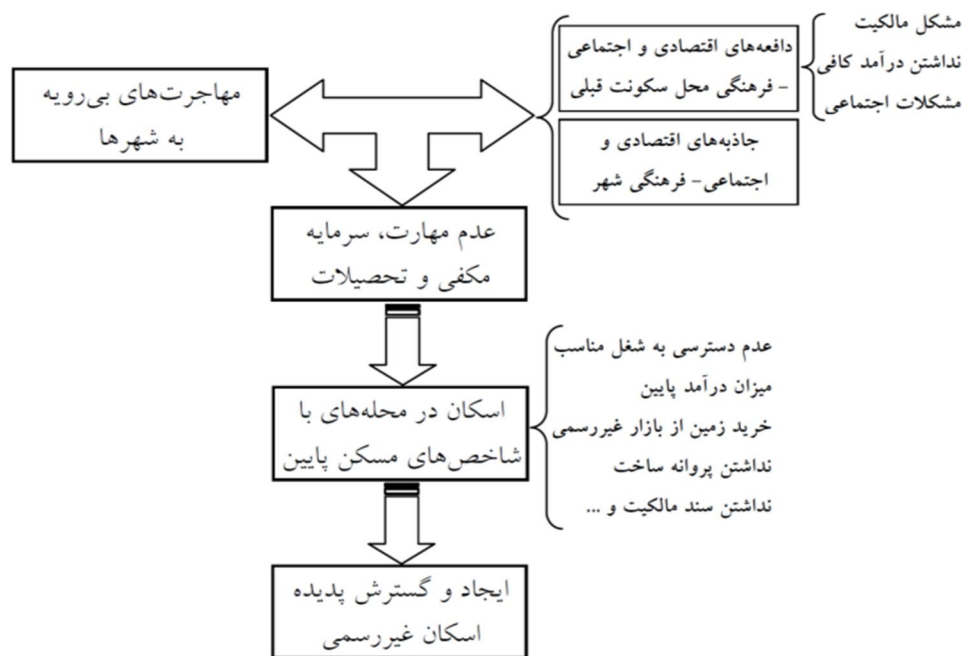 مشکل مالکیت
نداشتن درآمد کافی
مشکلات اجتماعی
دافعه‌های اقتصادی و اجتماعی
– فرهنگی محل سکونت قبلی
جاذبه‌های اقتصادی و
اجتماعی– فرهنگی شهر
مهاجرت‌های بی‌رویه
به شهرها
عدم مهارت، سرمایه
مکفی و تحصیلات
اسکان در محله‌های با
شاخص‌های مسکن پایین
عدم دسترسی به شغل مناسب
میزان درآمد پایین
خرید زمین از بازار غیررسمی
نداشتن پروانه ساخت
نداشتن سند مالکیت و ...
ایجاد و گسترش پدیده
اسکان غیررسمی